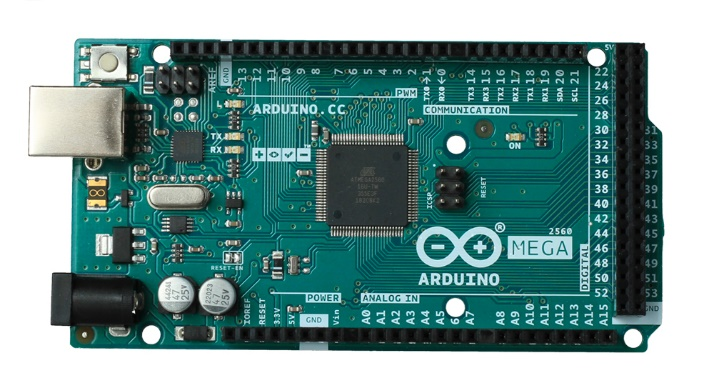 5V
AREF
GND
13
12
11
10
9
8
7
6
5
4
3
2
TX0→1
RX0←0
TX3 14
RX3 15
TX2 16
RX2 17
TX1 18
RX1 19
SDA 20
SCL 21
22
24
26
28
30
32
34
36
38
40
42
44
46
48
50
52
31
33
35
37
39
41
43
45
47
49
51
53
GND
PWM
COMMUNICATION
L
ARDUINO.CC
TX
RX
ON
ICSP
RESET
®
2560
MEGA
ARDUINO
DIGITAL
RESET-EN
47
25V
47
25V
POWER
ANALOG IN
IOREF
RESET
3.3V
5V
GND
Vin
A0
A1
A2
A3
A4
A5
6
A7
A8
A9
A10
A11
A12
A13
A14
A15